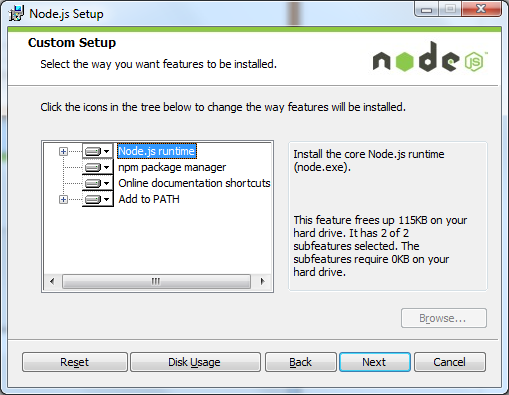 Node.js Setup
Custom Setup
Select the way you want features to be installed.
node
JS
Click the icons in the tree below to change the way features will be installed.
Node.js runtime
npm package manager
Online documentation shortcuts
Add to PATH
Install the core Node.js runtime
(node.exe).
This feature frees up 115KB on your
hard drive. It has 2 of 2
subfeatures selected. The
subfeatures require 0KB on your
hard drive.
Browse...
Reset
Disk Usage
Back
Next
Cancel